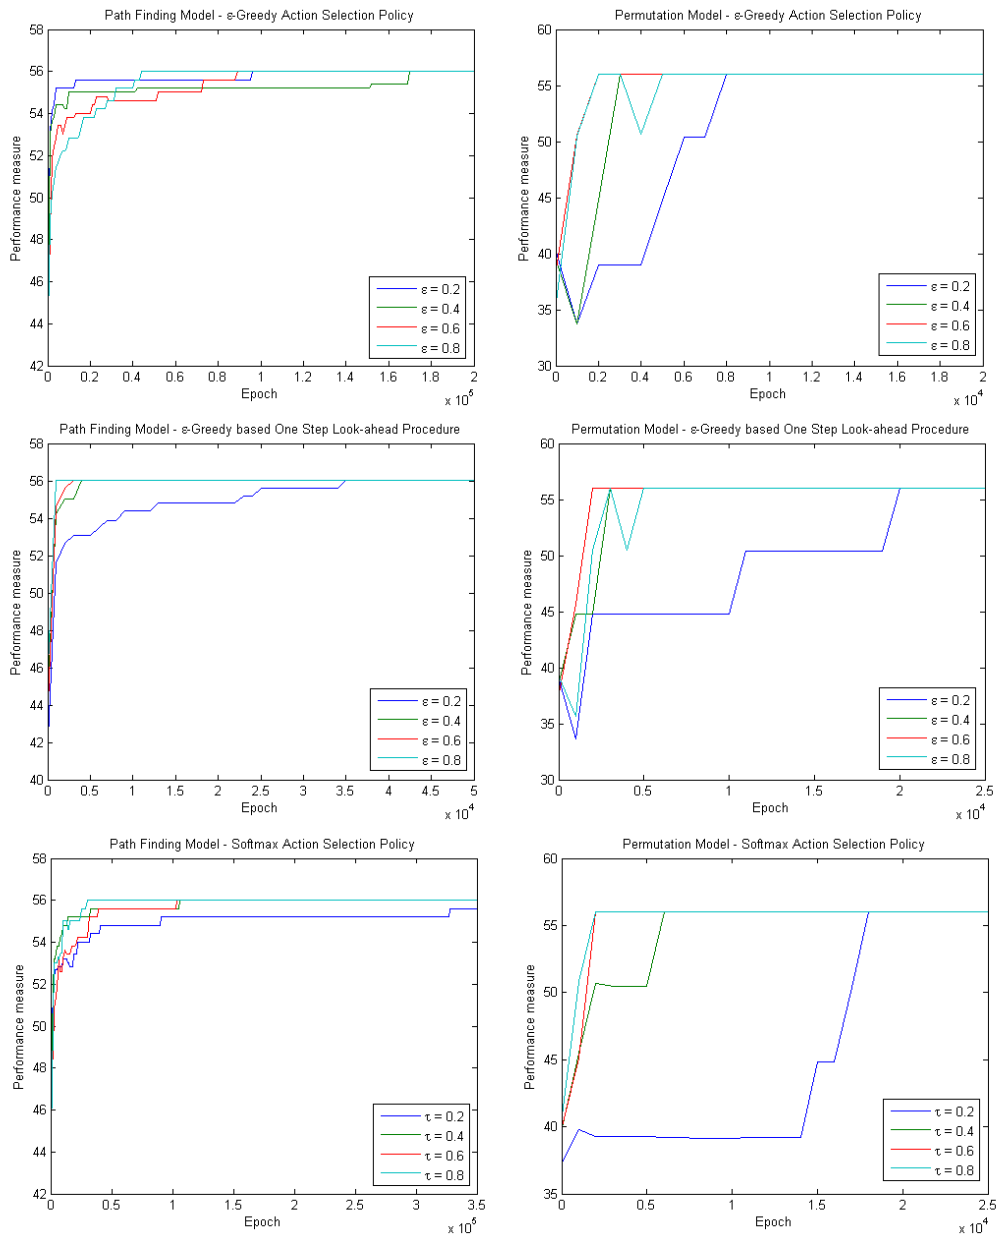 Path Finding Model - ε-Greedy Action Selection Policy
Performance measure
58
56
54
52
50
48
46
44
42
0 0.2 0.4 0.6 0.8 1 1.2 1.4 1.6 1.8 2
Epoch
x 10^5
ε = 0.2
ε = 0.4
ε = 0.6
ε = 0.8
Permutation Model - ε-Greedy Action Selection Policy
Performance measure
60
55
50
45
40
35
30
0 0.2 0.4 0.6 0.8 1 1.2 1.4 1.6 1.8 2
Epoch
x 10^4
ε = 0.2
ε = 0.4
ε = 0.6
ε = 0.8
Path Finding Model - ε-Greedy based One Step Look-ahead Procedure
Performance measure
58
56
54
52
50
48
46
44
42
40
0 0.5 1 1.5 2 2.5 3 3.5 4 4.5 5
Epoch
x 10^4
ε = 0.2
ε = 0.4
ε = 0.6
ε = 0.8
Permutation Model - ε-Greedy based One Step Look-ahead Procedure
Performance measure
60
55
50
45
40
35
30
0 0.5 1 1.5 2 2.5
Epoch
x 10^4
ε = 0.2
ε = 0.4
ε = 0.6
ε = 0.8
Path Finding Model - Softmax Action Selection Policy
Performance measure
58
56
54
52
50
48
46
44
42
0 0.5 1 1.5 2 2.5 3 3.5
Epoch
x 10^5
τ = 0.2
τ = 0.4
τ = 0.6
τ = 0.8
Permutation Model - Softmax Action Selection Policy
Performance measure
60
55
50
45
40
35
0 0.5 1 1.5 2 2.5
Epoch
x 10^4
τ = 0.2
τ = 0.4
τ = 0.6
τ = 0.8